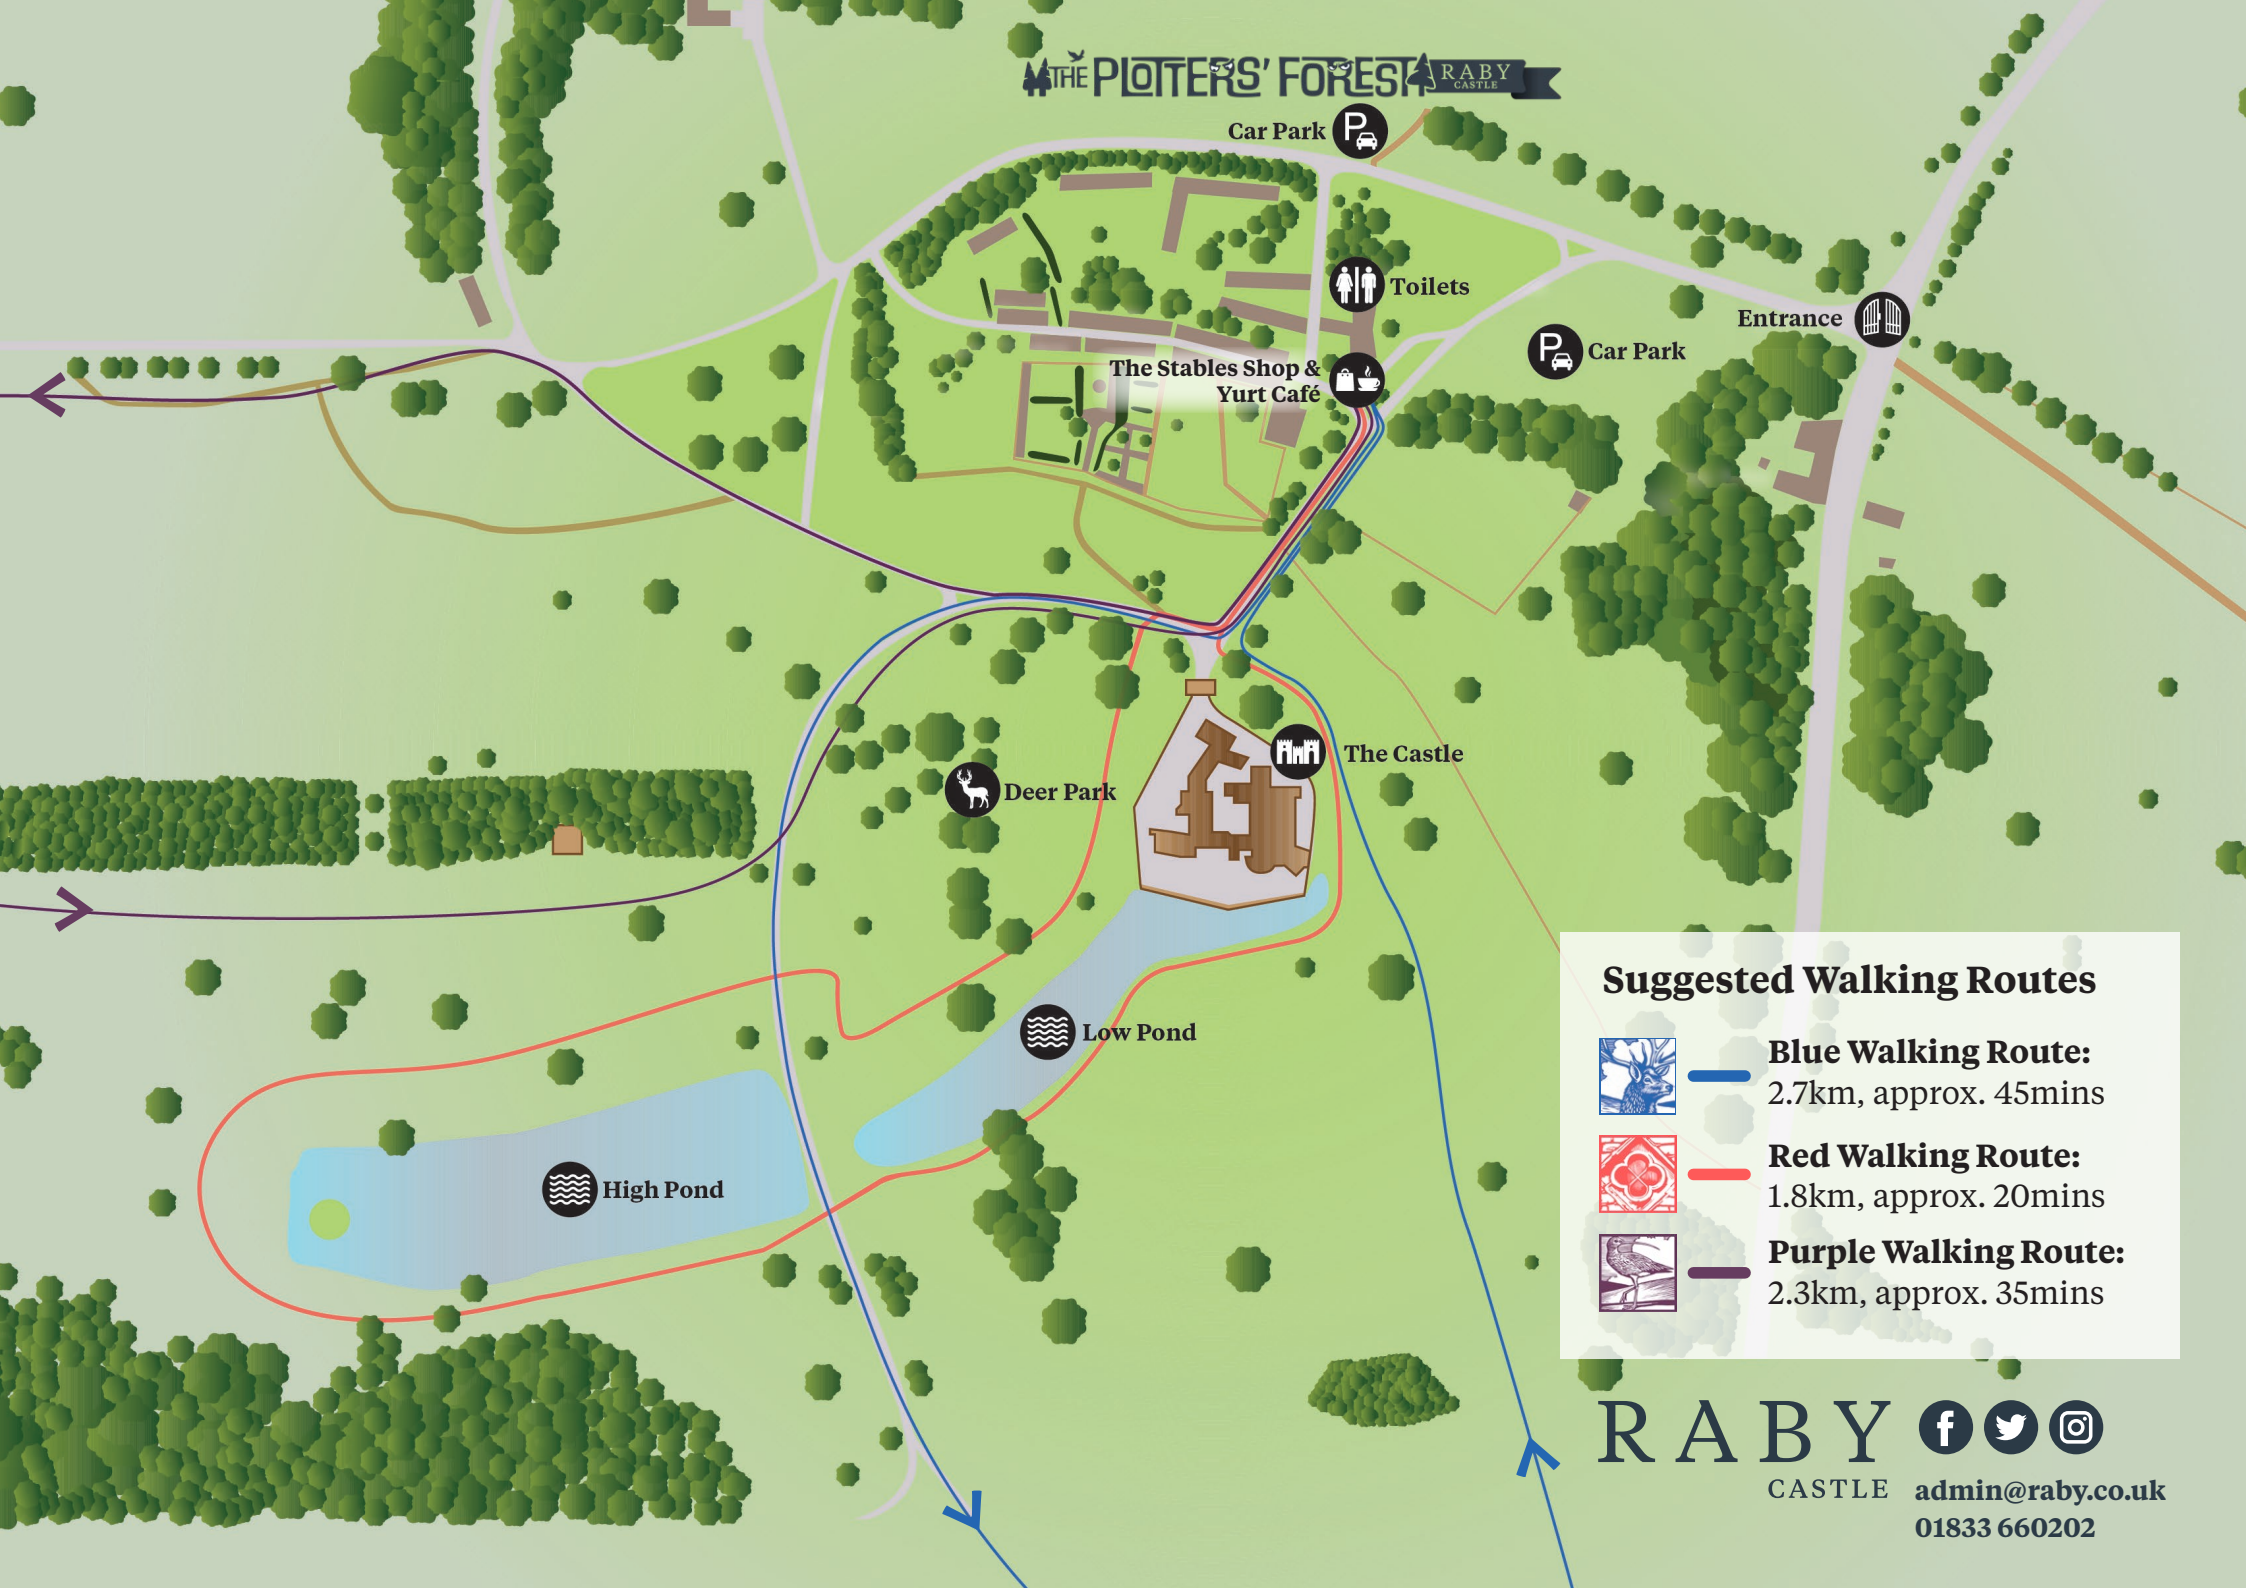 THE PLOTTERS' FOREST
RABY
CASTLE
Car Park
P
Toilets
Entrance
P
Car Park
The Stables Shop &
Yurt Café
The Castle
Deer Park
Low Pond
High Pond
Suggested Walking Routes
Blue Walking Route:
2.7km, approx. 45mins
Red Walking Route:
1.8km, approx. 20mins
Purple Walking Route:
2.3km, approx. 35mins
RABY
CASTLE
admin@raby.co.uk
01833 660202